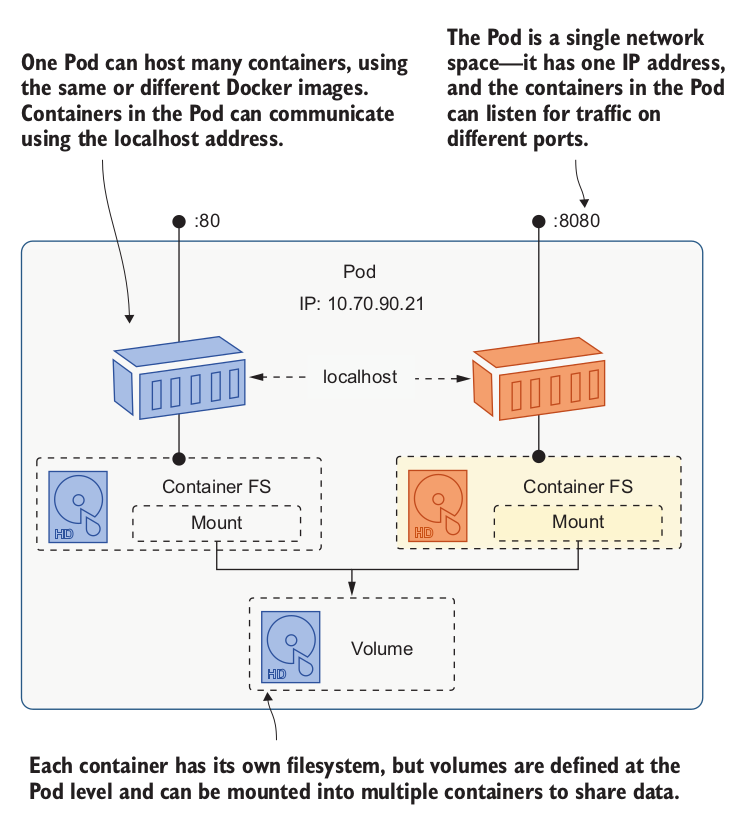 One Pod can host many containers, using
the same or different Docker images.
Containers in the Pod can communicate
using the localhost address.
The Pod is a single network
space—it has one IP address,
and the containers in the Pod
can listen for traffic on
different ports.
:80
:8080
Pod
IP: 10.70.90.21
localhost
Container FS
Mount
HD
Container FS
Mount
HD
Volume
HD
Each container has its own filesystem, but volumes are defined at the
Pod level and can be mounted into multiple containers to share data.